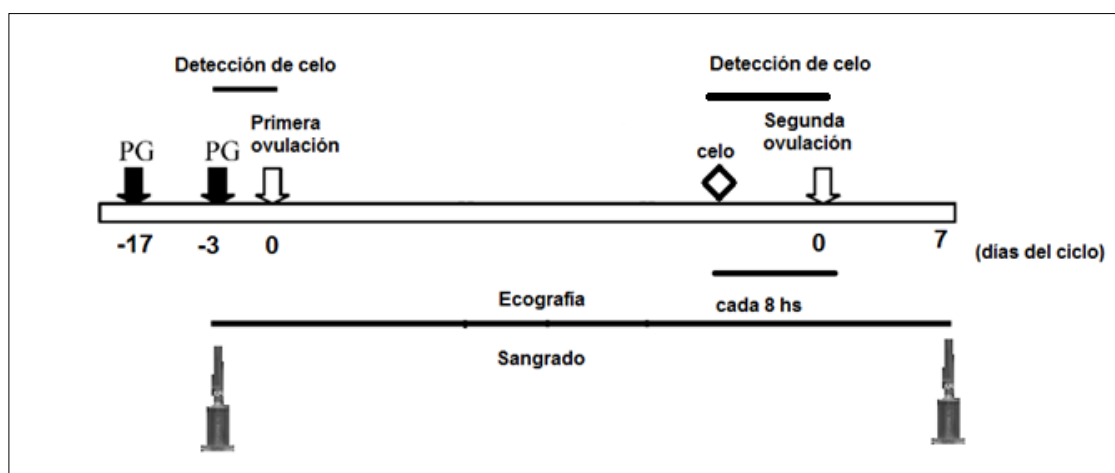 Detección de celo
Detección de celo
PG
PG
Primera
ovulación
celo
Segunda
ovulación
-17
-3
0
0
7
(días del ciclo)
Ecografia
cada 8 hs
Sangrado